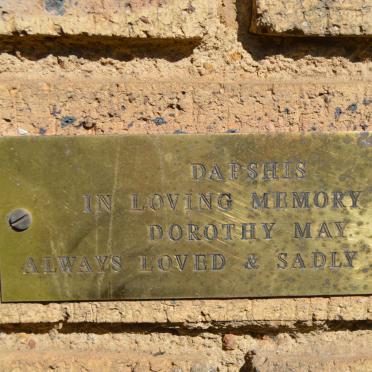 DAPSHIS
IN LOVING MEMORY
DOROTHY MAY
ALWAYS LOVED & SADLY